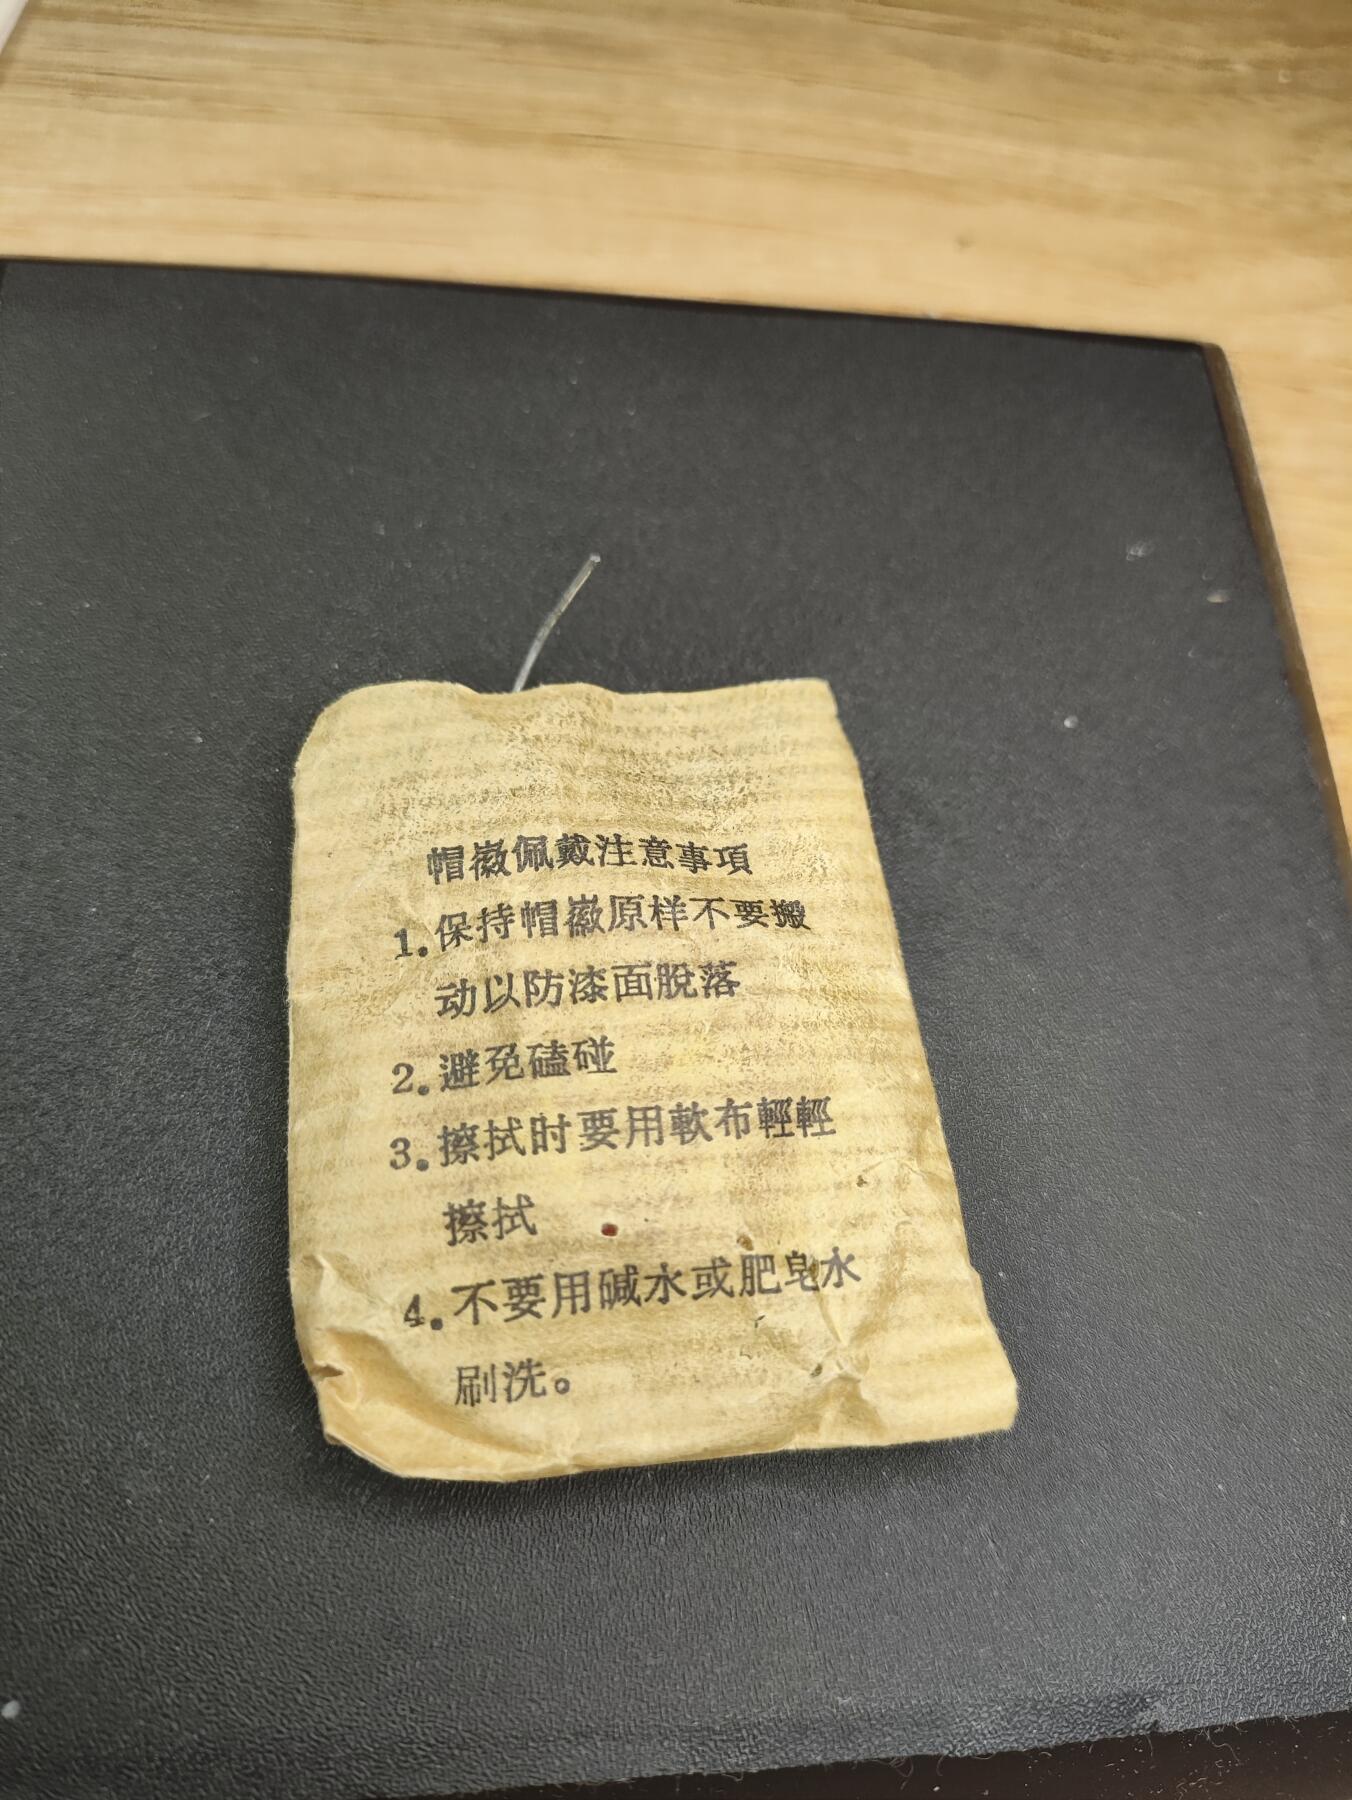 帽徽佩戴注意事項
1.保持帽徽原样不要搬
动以防漆面脫落
2.避免磕碰
3.擦拭时要用軟布輕輕
擦拭
4.不要用碱水或肥皂水
刷洗。